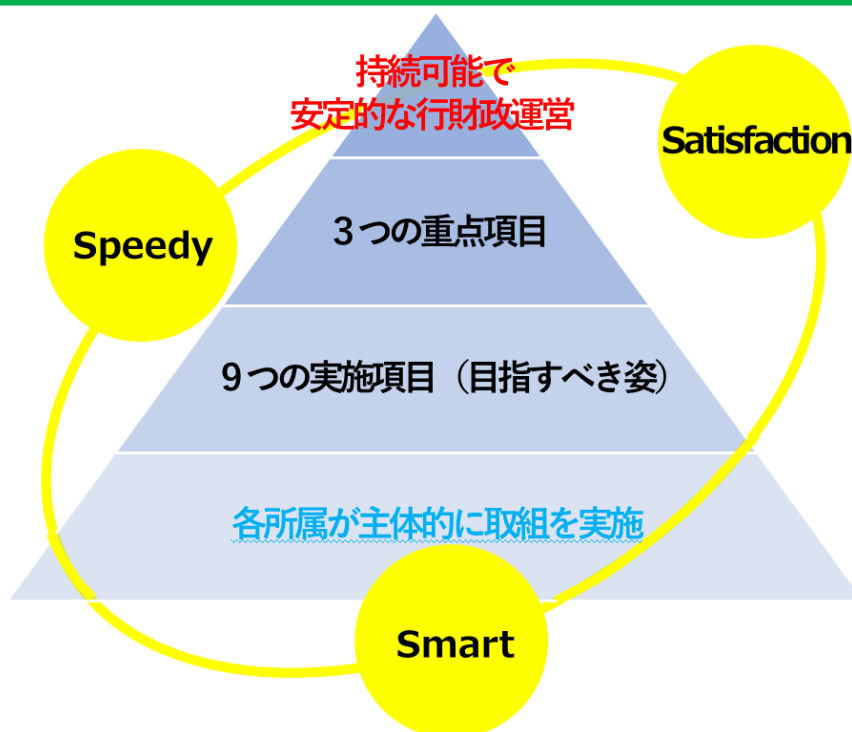 持続可能で
安定的な行財政運営
Satisfaction
Speedy
３つの重点項目
９つの実施項目（目指すべき姿）
各所属が主体的に取組を実施
Smart